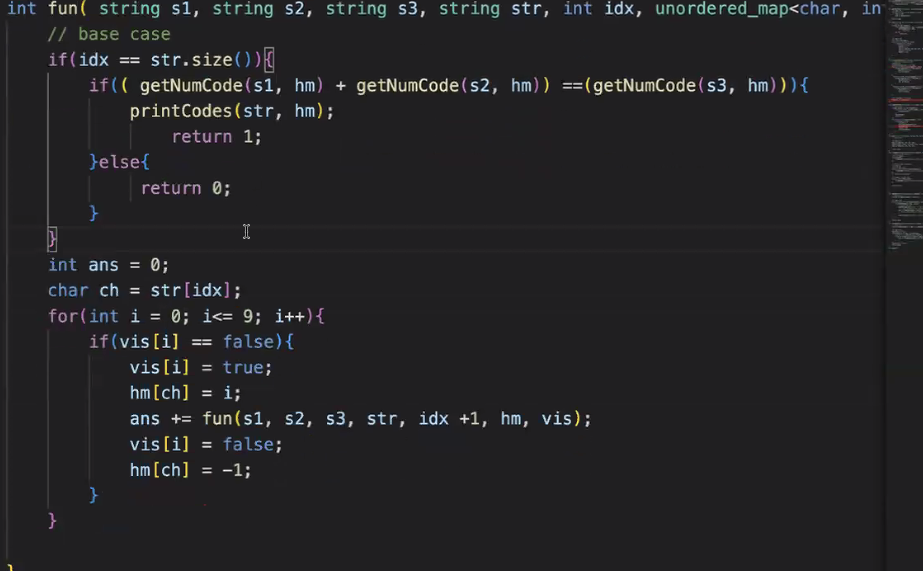 int fun( string s1, string s2, string s3, string str, int idx, unordered_map<char, in
// base case
if(idx == str.size()){
if(( getNumCode(s1, hm) + getNumCode(s2, hm)) ==(getNumCode(s3, hm))){
printCodes(str, hm);
return 1;
}else{
return 0;
}
}
int ans = 0;
char ch = str[idx];
for(int i = 0; i<= 9; i++){
if(vis[i] == false){
vis[i] = true;
hm[ch] = i;
ans += fun(s1, s2, s3, str, idx +1, hm, vis);
vis[i] = false;
hm[ch] = -1;
}
}
}